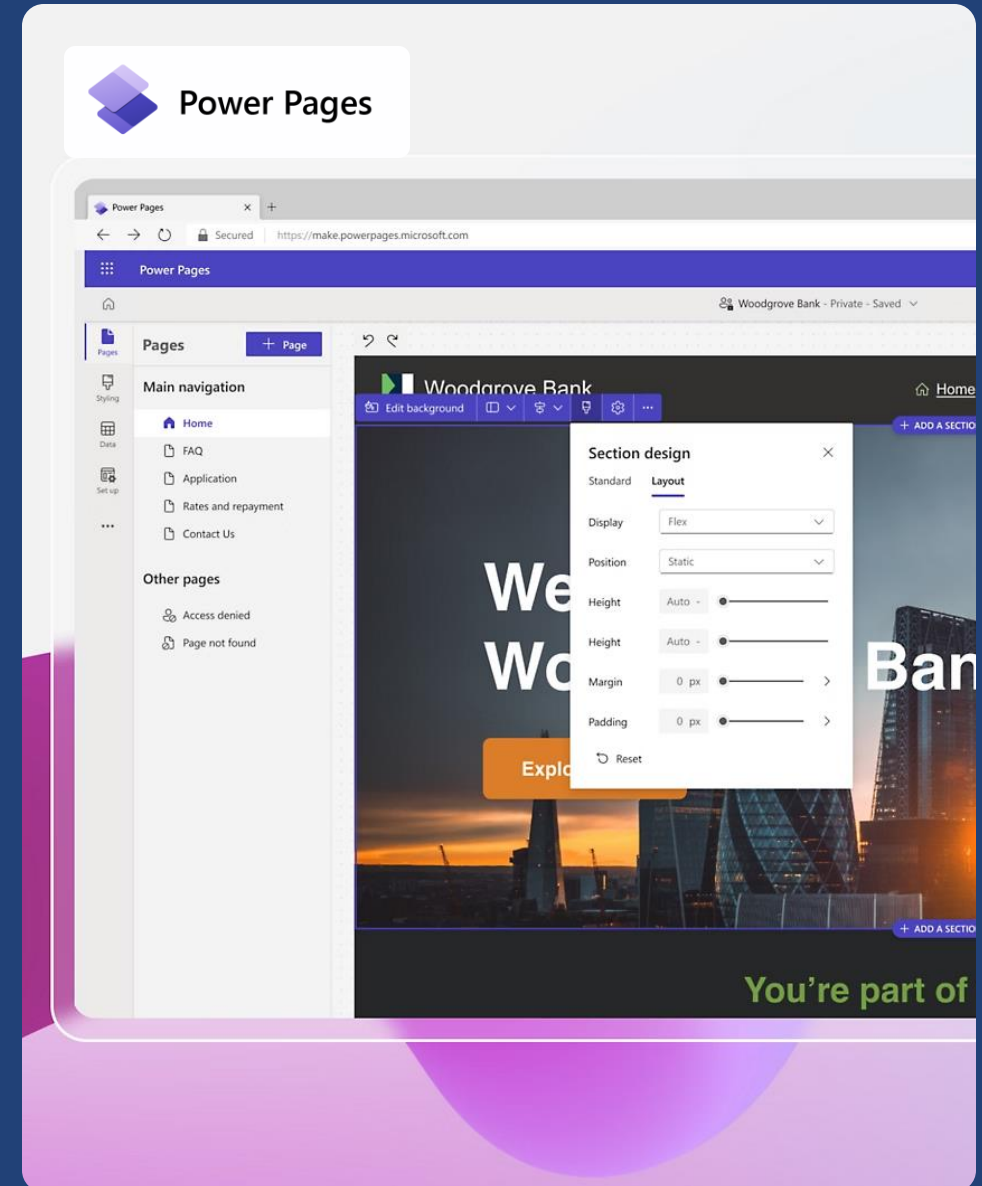 Power Pages
Power Pages
Secured
https://make.powerpages.microsoft.com
Power Pages
Woodgrove Bank - Private - Saved
Pages
Styling
Data
Set up
Pages
+ Page
Main navigation
Home
FAQ
Application
Rates and repayment
Contact Us
Other pages
Access denied
Page not found
Woodgrove Bank
Home
Edit background
+ ADD A SECTIO
Section design
Standard Layout
Display Flex
Position Static
Height Auto -
Height Auto -
Margin 0 px
Padding 0 px
Reset
We
Wo
Ban
Explo
+ ADD A SECTIO
You’re part of